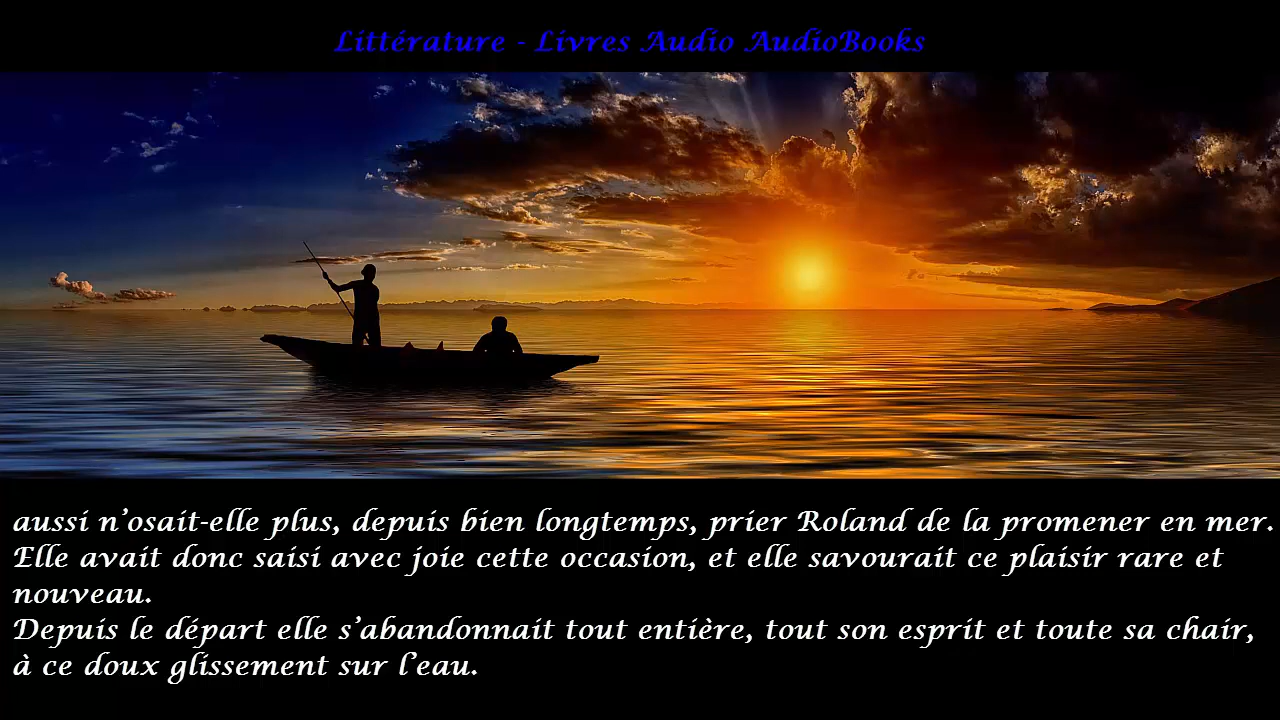 Littérature - Livres Audio AudioBooks
aussi n’osait-elle plus, depuis bien longtemps, prier Roland de la promener en mer.
Elle avait donc saisi avec joie cette occasion, et elle savourait ce plaisir rare et
nouveau.
Depuis le départ elle s’abandonnait tout entière, tout son esprit et toute sa chair,
à ce doux glissement sur l’eau.